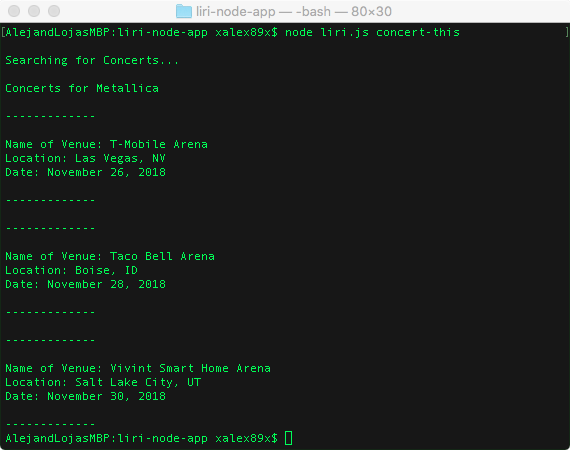 liri-node-app — -bash — 80×30
[AlejandLojasMBP:liri-node-app xalex89x$ node liri.js concert-this ]
Searching for Concerts...
Concerts for Metallica
-------------
Name of Venue: T-Mobile Arena
Location: Las Vegas, NV
Date: November 26, 2018
-------------
-------------
Name of Venue: Taco Bell Arena
Location: Boise, ID
Date: November 28, 2018
-------------
-------------
Name of Venue: Vivint Smart Home Arena
Location: Salt Lake City, UT
Date: November 30, 2018
-------------
AlejandLojasMBP:liri-node-app xalex89x$